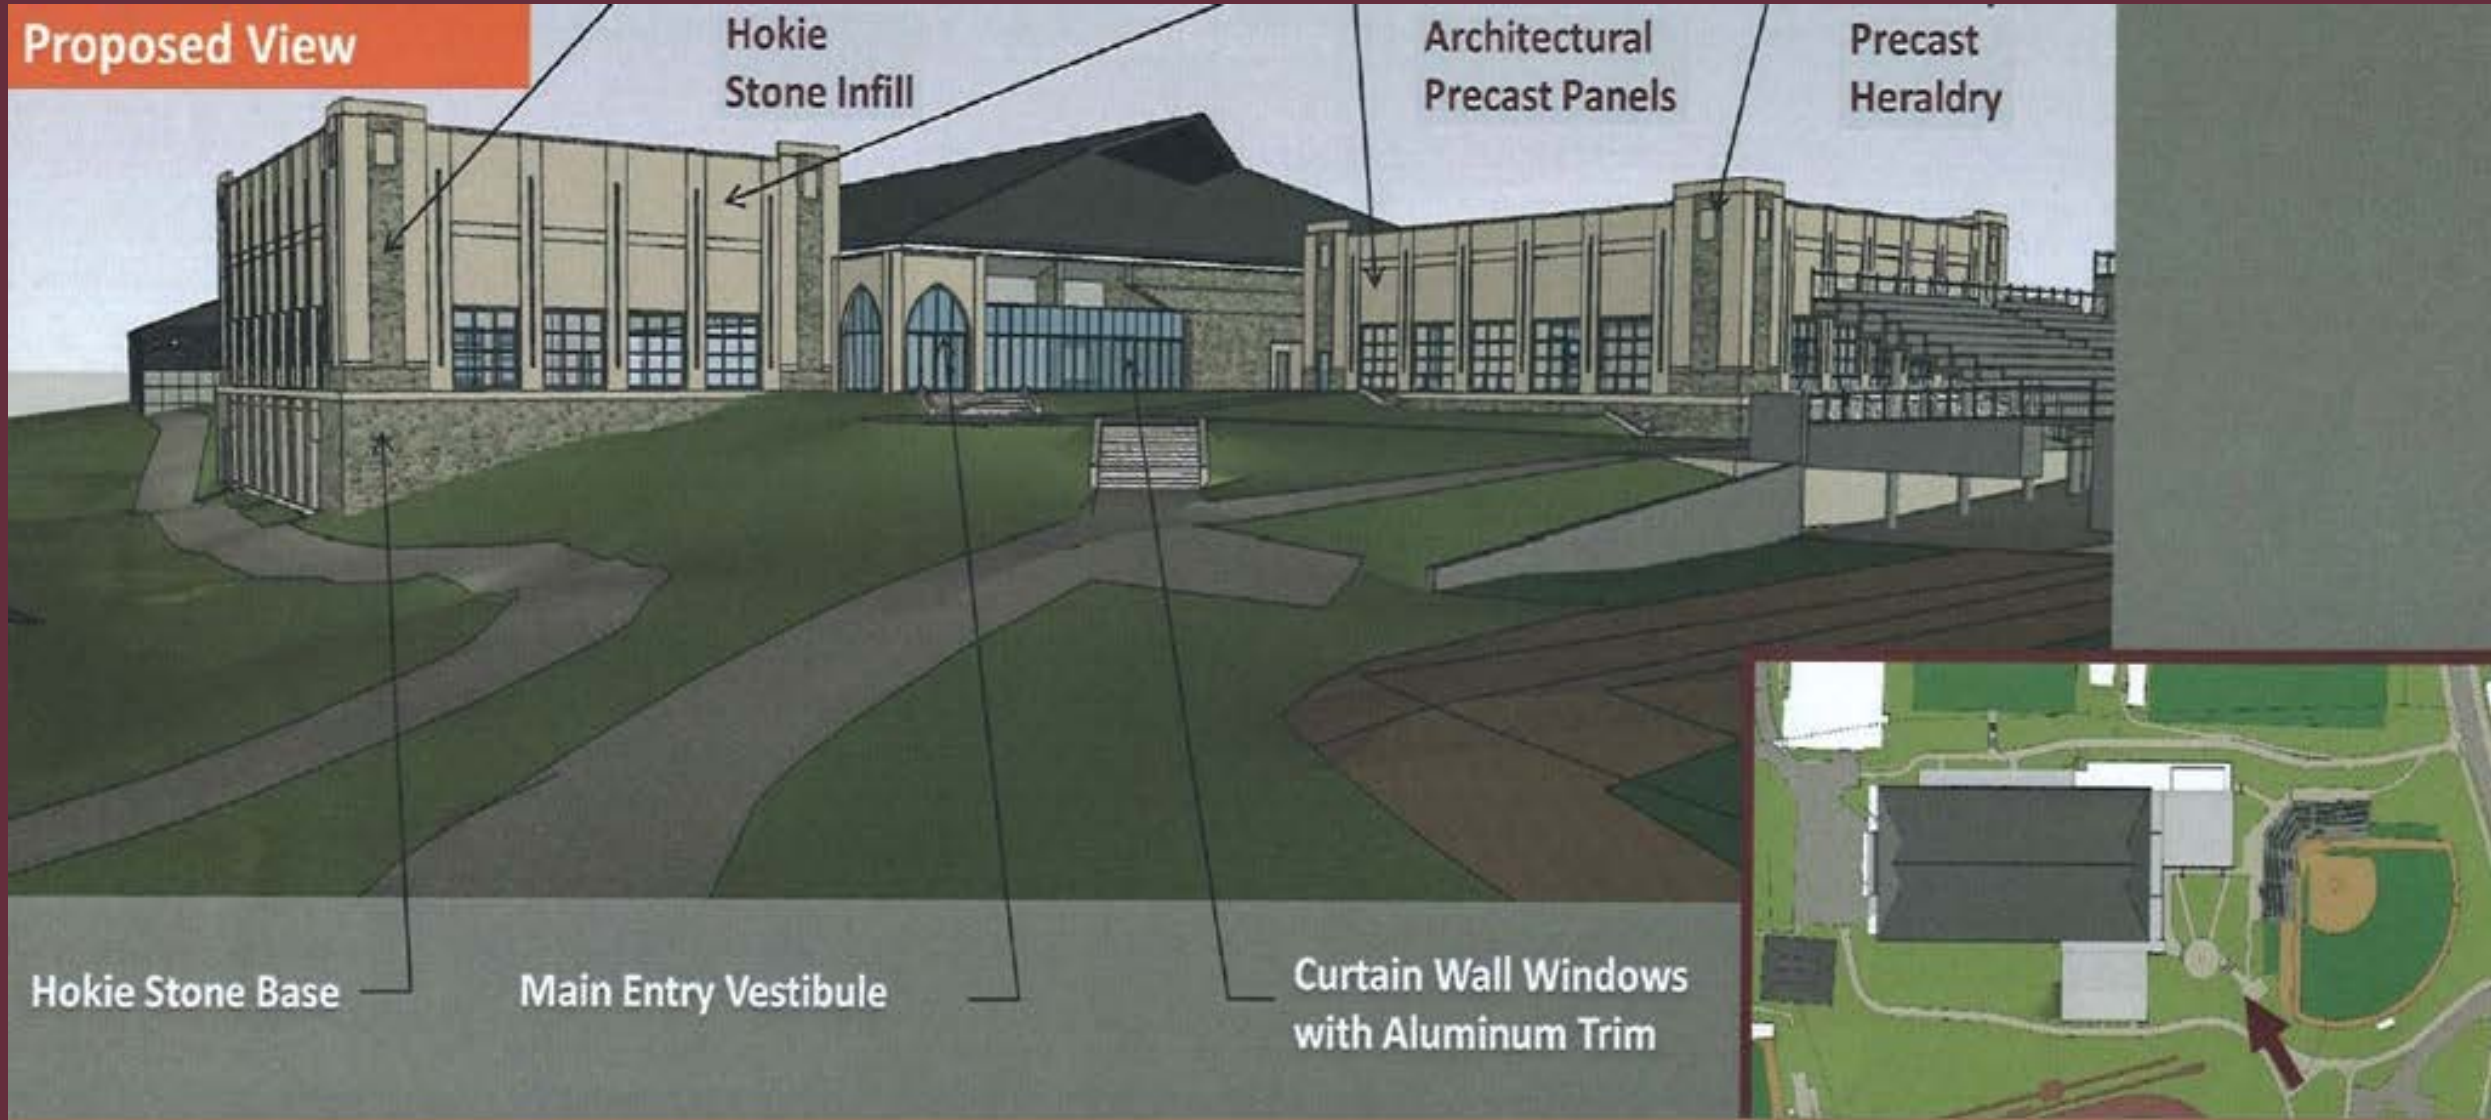 Proposed View
Hokie
Stone Infill
Architectural
Precast Panels
Precast
Heraldry
Hokie Stone Base
Main Entry Vestibule
Curtain Wall Windows
with Aluminum Trim